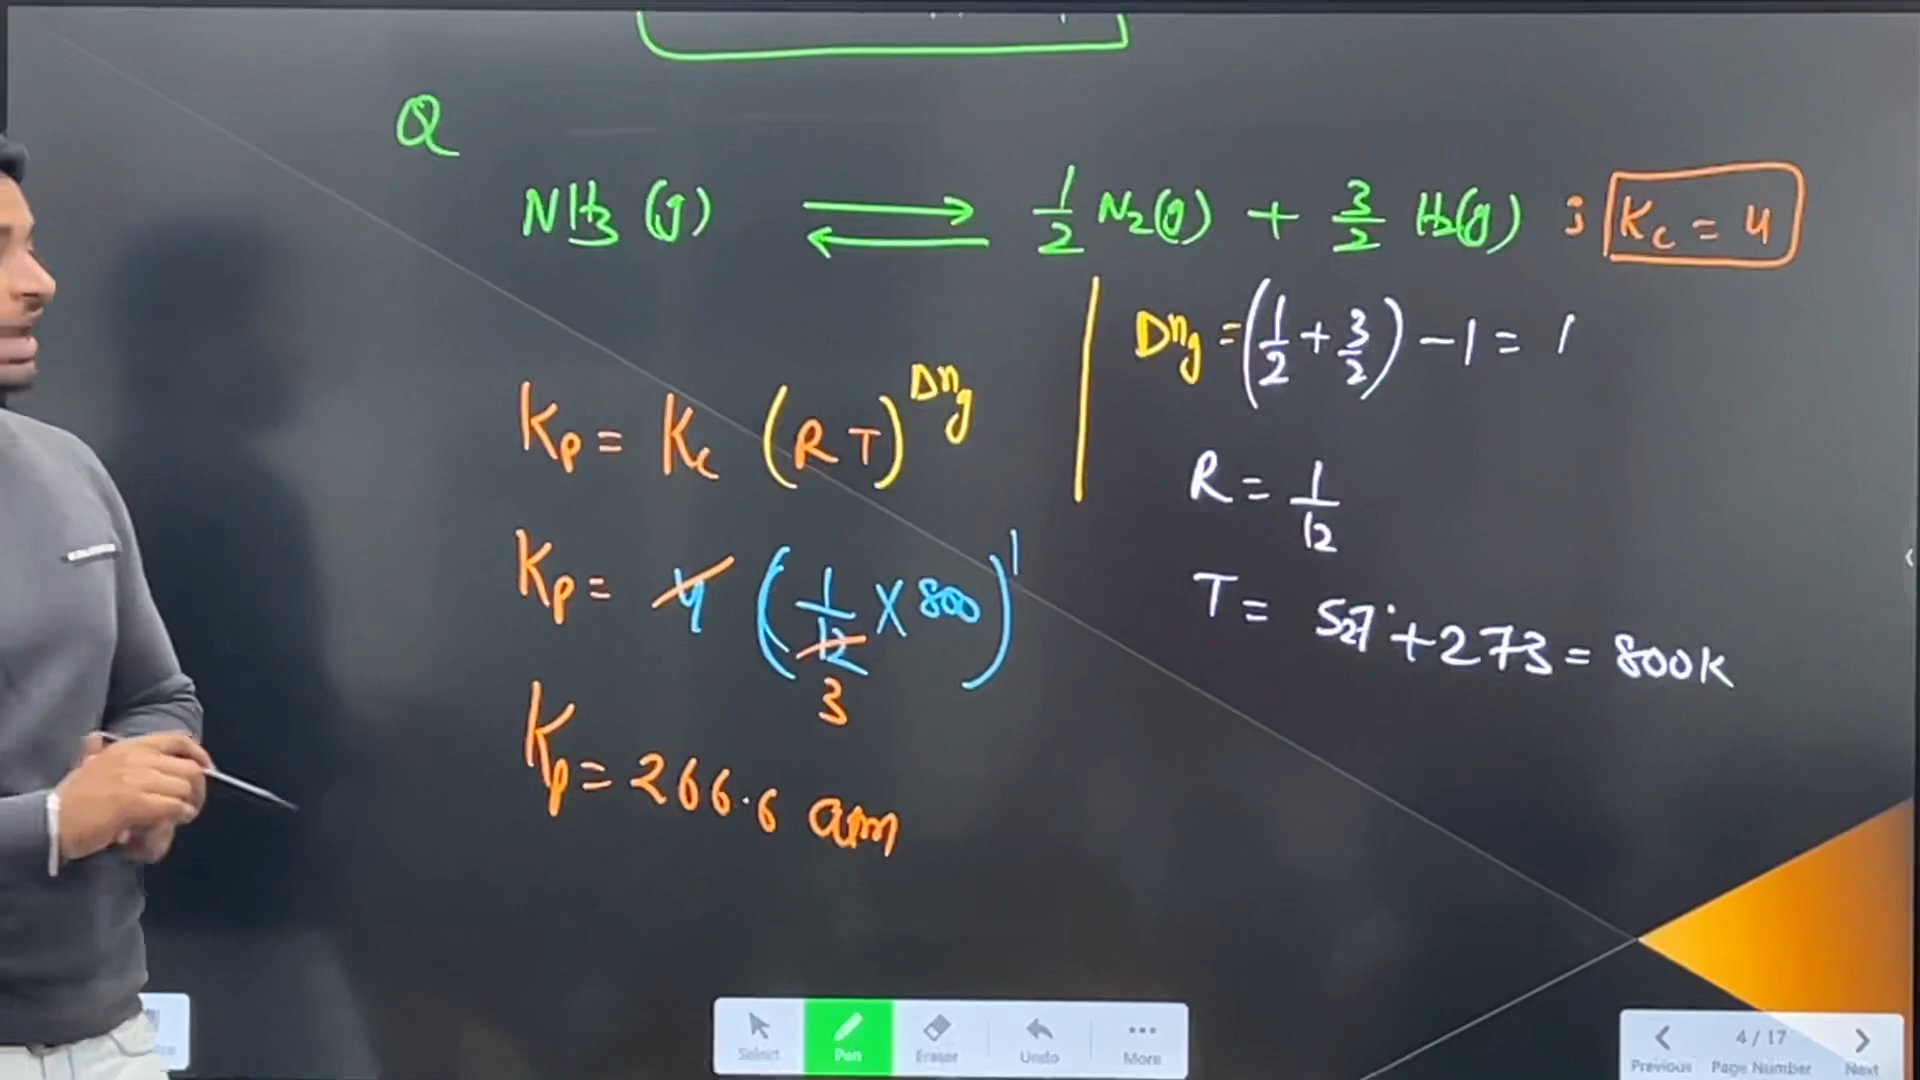 Q
NH3 (g) ⇌ 1/2 N2(g) + 3/2 H2(g) ; Kc = 4
Δng = (1/2 + 3/2) - 1 = 1
Kp = Kc (RT)^Δng
R = 1/12
Kp = 4 (1/12 × 800)^1
3
T = 527° + 273 = 800K
Kp = 266.6 atm
Select
Pen
Eraser
Undo
More
4 / 17
Previous Page Number Next